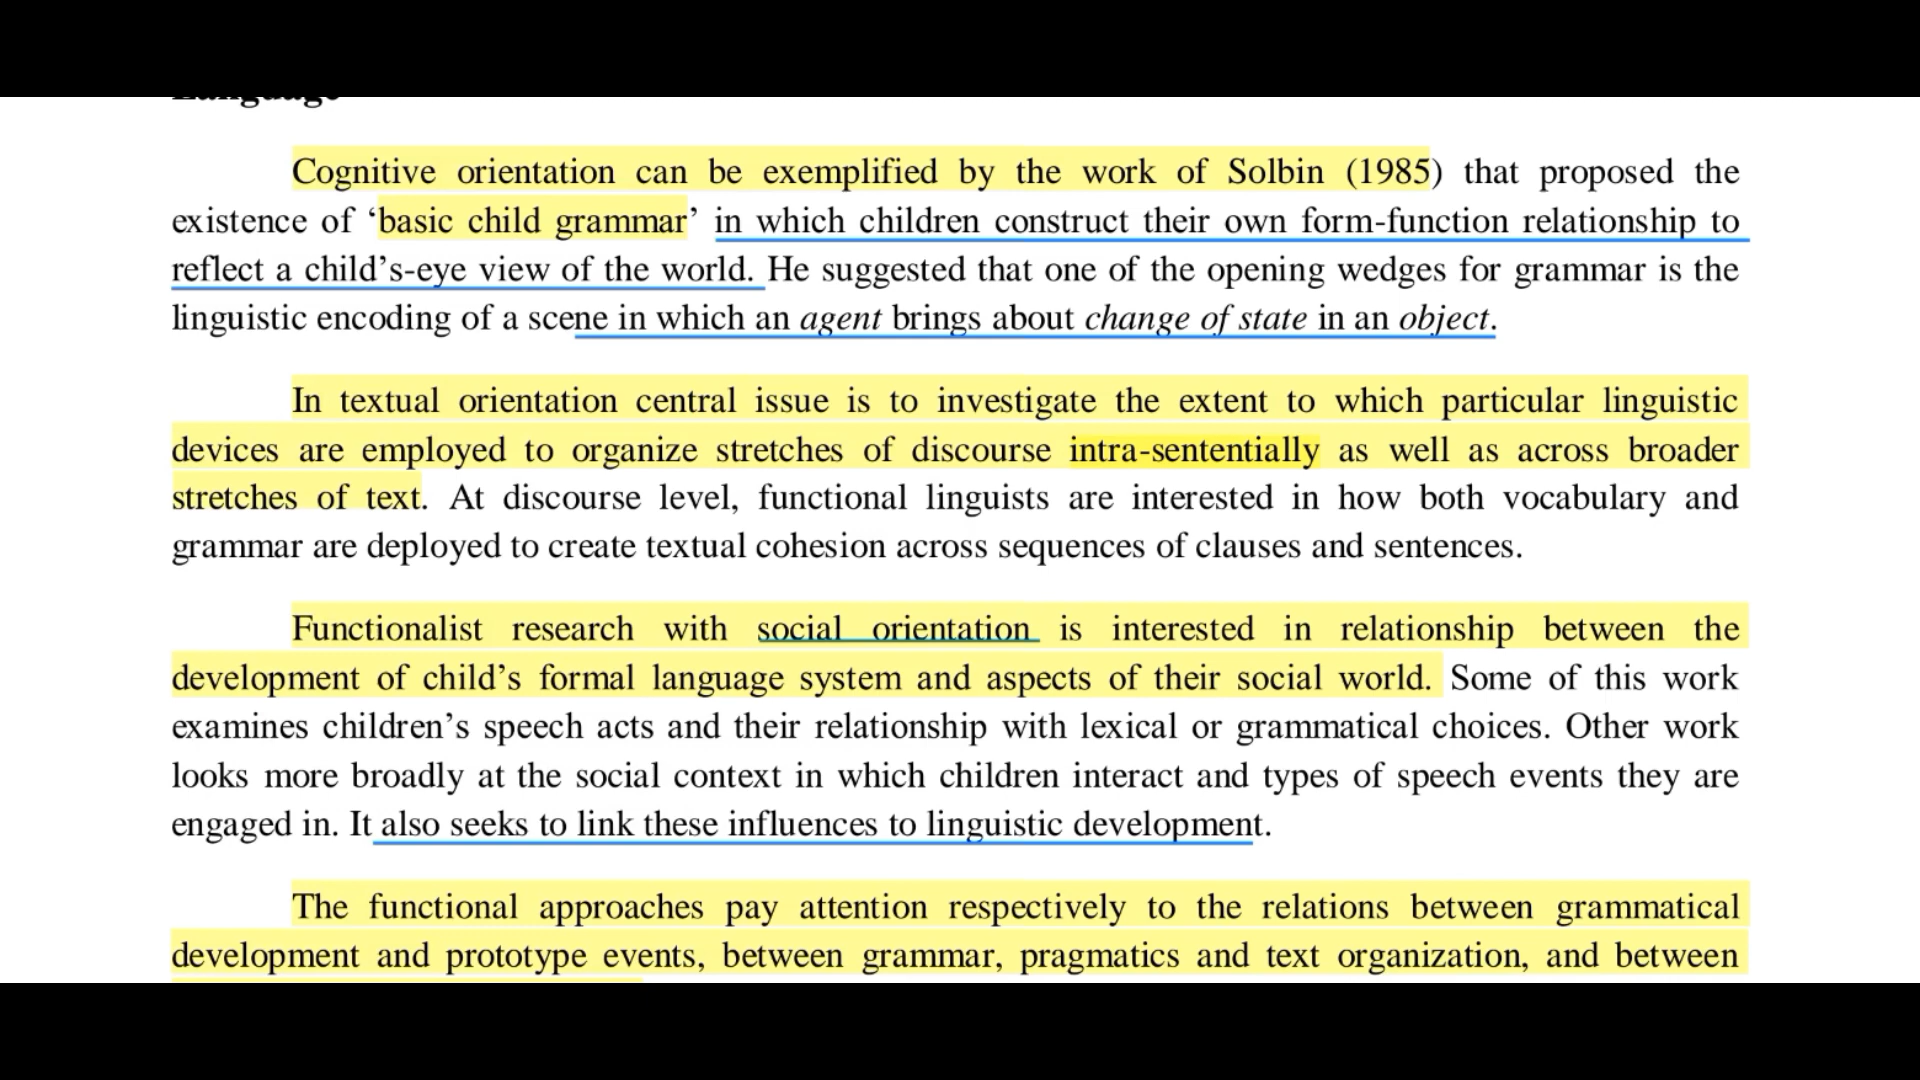 Language
Cognitive orientation can be exemplified by the work of Solbin (1985) that proposed the
existence of ‘basic child grammar’ in which children construct their own form-function relationship to
reflect a child’s-eye view of the world. He suggested that one of the opening wedges for grammar is the
linguistic encoding of a scene in which an agent brings about change of state in an object.
In textual orientation central issue is to investigate the extent to which particular linguistic
devices are employed to organize stretches of discourse intra-sententially as well as across broader
stretches of text. At discourse level, functional linguists are interested in how both vocabulary and
grammar are deployed to create textual cohesion across sequences of clauses and sentences.
Functionalist research with social orientation is interested in relationship between the
development of child’s formal language system and aspects of their social world. Some of this work
examines children’s speech acts and their relationship with lexical or grammatical choices. Other work
looks more broadly at the social context in which children interact and types of speech events they are
engaged in. It also seeks to link these influences to linguistic development.
The functional approaches pay attention respectively to the relations between grammatical
development and prototype events, between grammar, pragmatics and text organization, and between